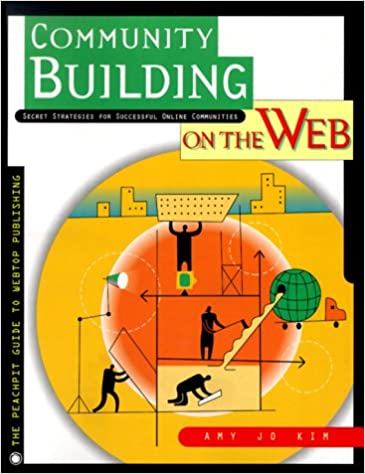 COMMUNITY
BUILDING
SECRET STRATEGIES FOR SUCCESSFUL ONLINE COMMUNITIES
ON THE WEB
THE PEACHPIT GUIDE TO WEBTOP PUBLISHING
AMY JO KIM